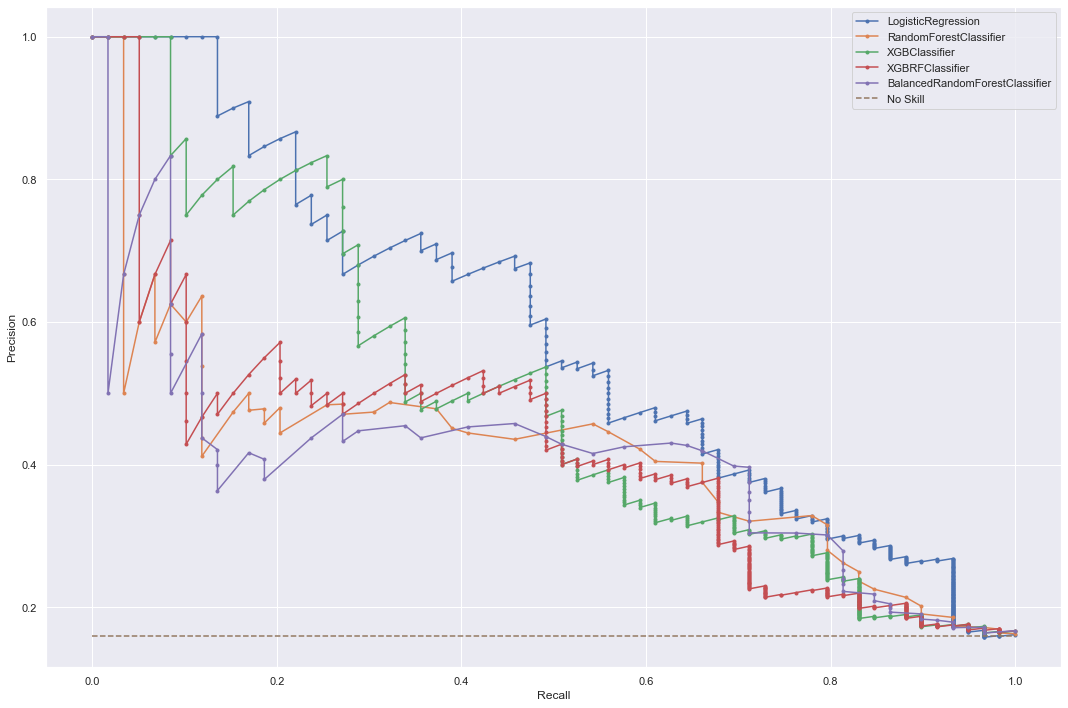 LogisticRegression
RandomForestClassifier
XGBClassifier
XGBRFClassifier
BalancedRandomForestClassifier
No Skill
1.0
0.8
0.6
0.4
0.2
Precision
0.0 0.2 0.4 0.6 0.8 1.0
Recall